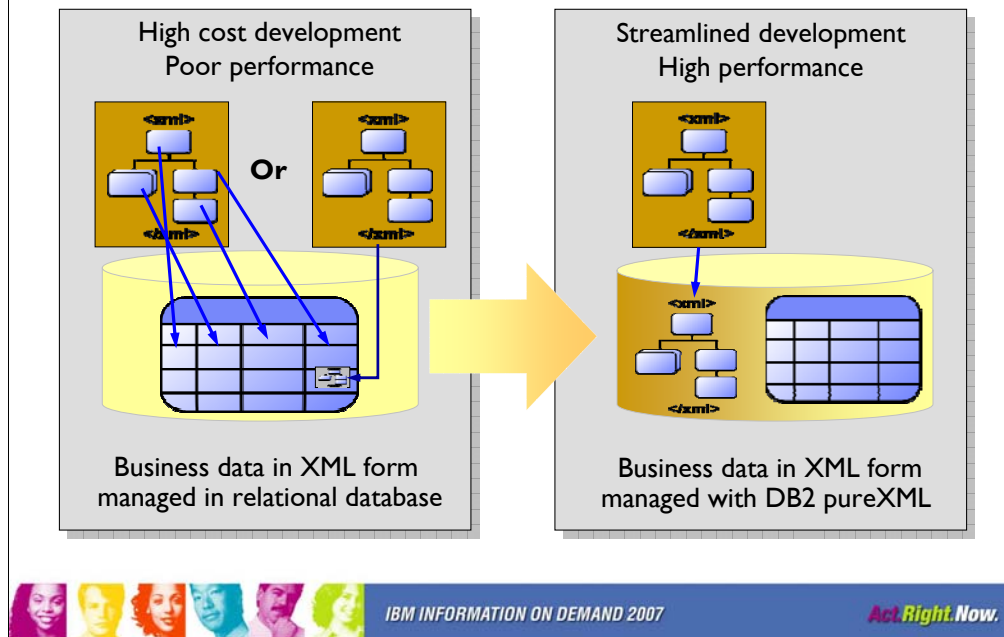 High cost development
Poor performance
<xml>
</xml>
Or
<xml>
</xml>
Business data in XML form
managed in relational database
Streamlined development
High performance
<xml>
</xml>
<xml>
</xml>
Business data in XML form
managed with DB2 pureXML
IBM INFORMATION ON DEMAND 2007
Act.Right.Now.